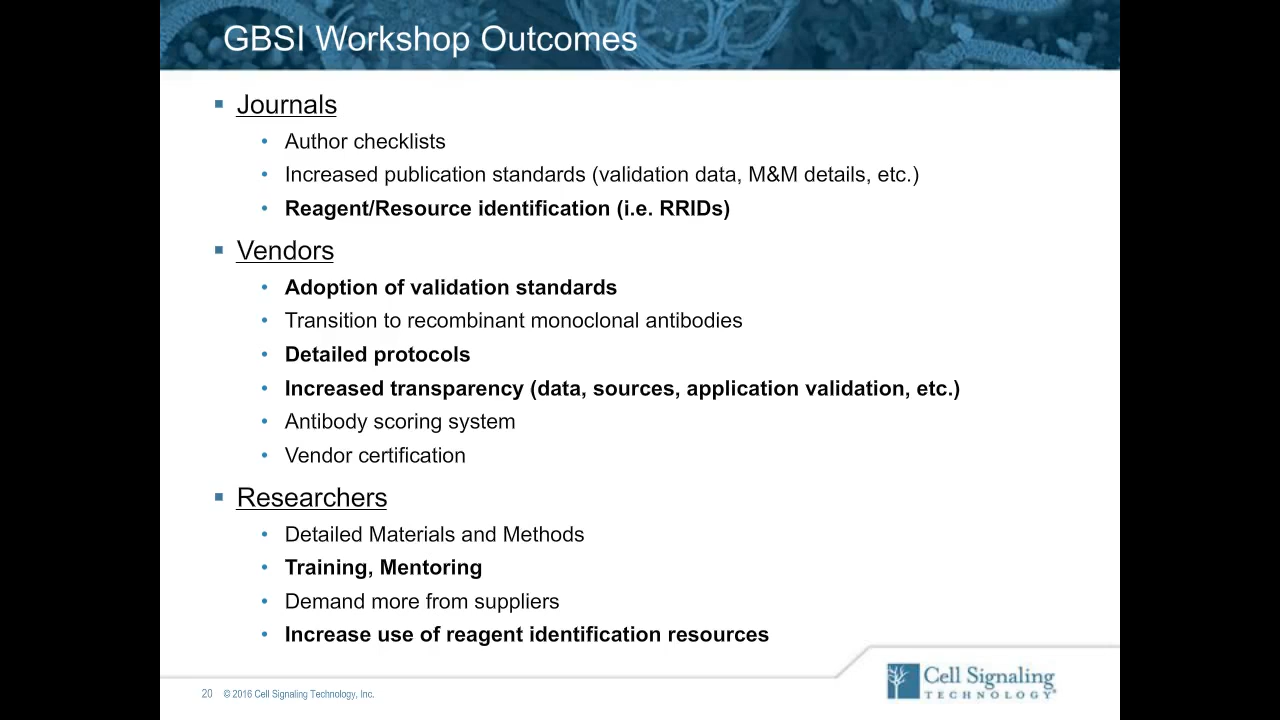 GBSI Workshop Outcomes
▪ Journals
• Author checklists
• Increased publication standards (validation data, M&M details, etc.)
• Reagent/Resource identification (i.e. RRIDs)
▪ Vendors
• Adoption of validation standards
• Transition to recombinant monoclonal antibodies
• Detailed protocols
• Increased transparency (data, sources, application validation, etc.)
• Antibody scoring system
• Vendor certification
▪ Researchers
• Detailed Materials and Methods
• Training, Mentoring
• Demand more from suppliers
• Increase use of reagent identification resources
20 © 2016 Cell Signaling Technology, Inc.
Cell Signaling
TECHNOLOGY®